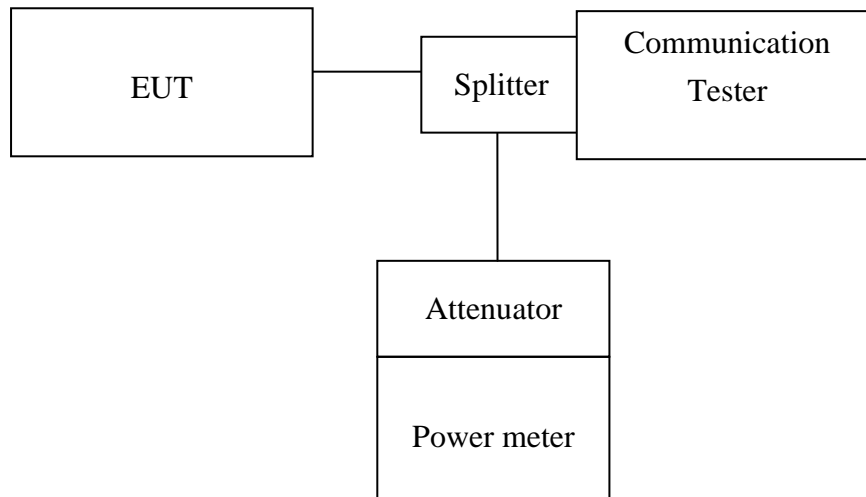 EUT
Splitter
Communication
Tester
Attenuator
Power meter